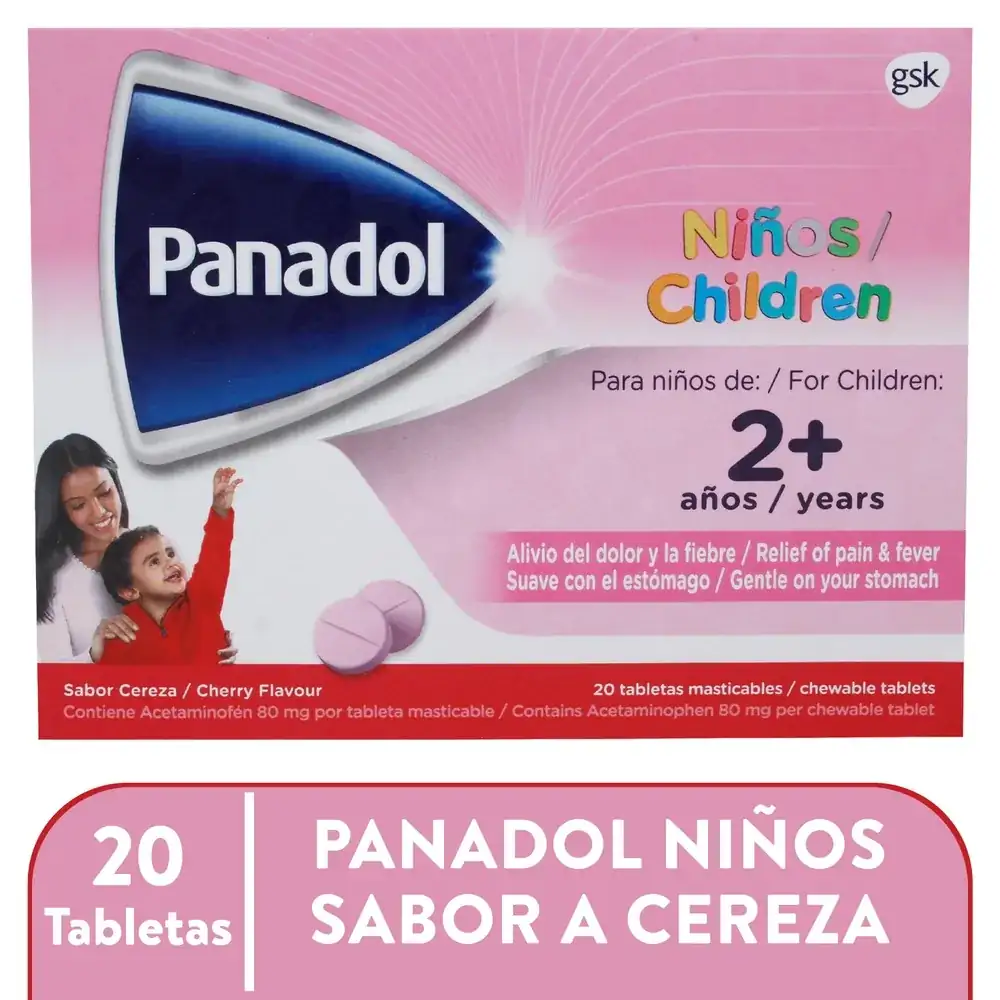 gsk
Panadol
Niños /
Children
Para niños de: / For Children:
2+
años / years
Alivio del dolor y la fiebre / Relief of pain & fever
Suave con el estómago / Gentle on your stomach
Sabor Cereza / Cherry Flavour
20 tabletas masticables / chewable tablets
Contiene Acetaminofén 80 mg por tableta masticable / Contains Acetaminophen 80 mg per chewable tablet
20
Tabletas
PANADOL NIÑOS
SABOR A CEREZA